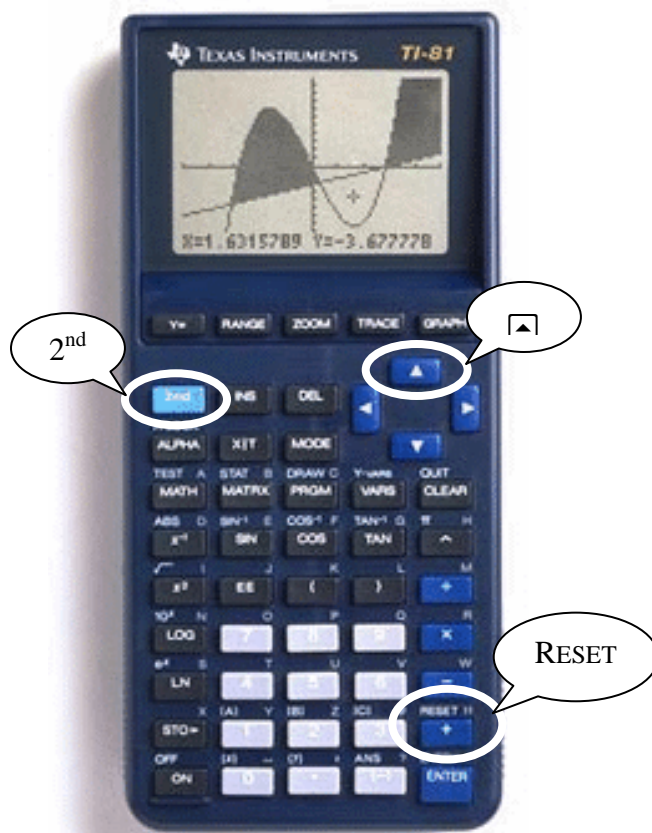 TEXAS INSTRUMENTS TI-81
X=1.6315789 Y=-3.677778
Y= RANGE ZOOM TRACE GRAPH
2nd
2nd INS DEL
ALPHA X|T MODE
TEST A STAT B DRAW C Y-VARS QUIT
MATH MATRX PRGM VARS CLEAR
ABS D SIN⁻¹ E COS⁻¹ F TAN⁻¹ G π H
x⁻¹ SIN COS TAN ^
√ I J K L M
x² EE ( ) ÷
10ˣ N O P Q R
LOG 7 8 9 ×
eˣ S T U V W
LN 4 5 6 −
RESET
X [A] Y [B] Z [C] RESET
STO► 1 2 3 +
OFF ANS ?
ON 0 · (−) ENTER